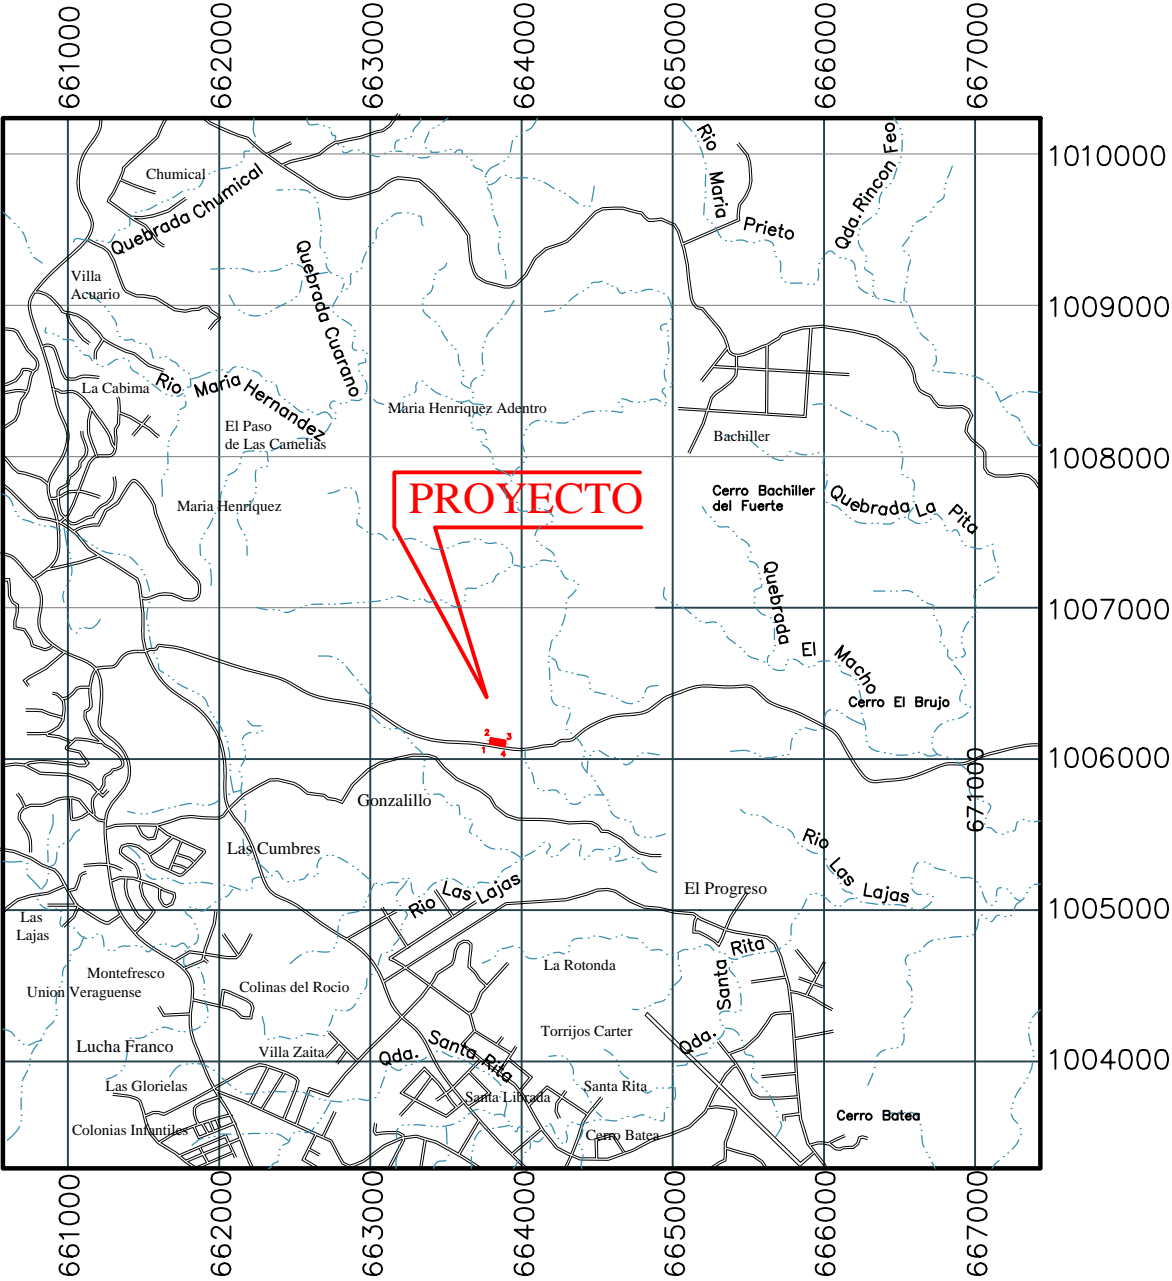 661000
662000
663000
664000
665000
666000
667000
Rio Maria Prieto
Qda. Rincon Feo
1010000
Chumical
Quebrada Chumical
Quebrada Cuarano
Villa
Acuario
1009000
La Cabima
Rio Maria Hernandez
Maria Henriquez Adentro
El Paso
de Las Camelias
Bachiller
1008000
PROYECTO
Cerro Bachiller
del Fuerte
Quebrada La Pita
Maria Henriquez
Quebrada El Macho
1007000
Cerro El Brujo
2
3
1
4
1006000
671000
Gonzalillo
Las Cumbres
Rio Las Lajas
Rio Las Lajas
El Progreso
1005000
Las
Lajas
Santa Rita
Qda.
La Rotonda
Montefresco
Union Veraguense
Colinas del Rocio
Torrijos Carter
Lucha Franco
Villa Zaita
Qda. Santa Rita
1004000
Las Glorielas
Santa Librada
Santa Rita
Cerro Batea
Colonias Infantiles
Cerro Batea
661000
662000
663000
664000
665000
666000
667000